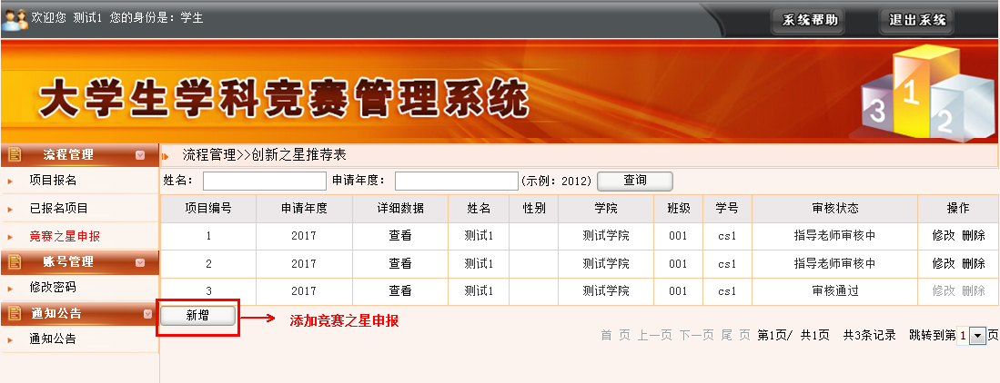 欢迎您 测试1 您的身份是：学生
系统帮助 退出系统
大学生学科竞赛管理系统
3 1 2
流程管理
项目报名
已报名项目
竟赛之星申报
账号管理
修改密码
通知公告
通知公告
流程管理>>创新之星推荐表
姓名： 申请年度： (示例：2012) 查询
项目编号 申请年度 详细数据 姓名 性别 学院 班级 学号 审核状态 操作
1 2017 查看 测试1 测试学院 001 cs1 指导老师审核中 修改 删除
2 2017 查看 测试1 测试学院 001 cs1 指导老师审核中 修改 删除
3 2017 查看 测试1 测试学院 001 cs1 审核通过 修改 删除
新增 添加竞赛之星申报
首 页 上一页 下一页 尾 页 第1页/ 共1页 共3条记录 跳转到第 1 页